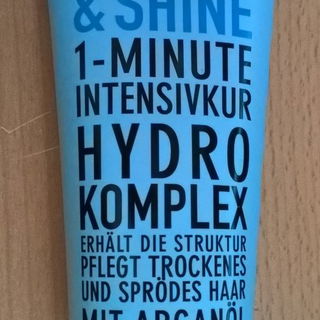 & SHINE
1-MINUTE
INTENSIVKUR
HYDRO
KOMPLEX
ERHÄLT DIE STRUKTUR
PFLEGT TROCKENES
UND SPRÖDES HAAR
MIT ARGANÖL